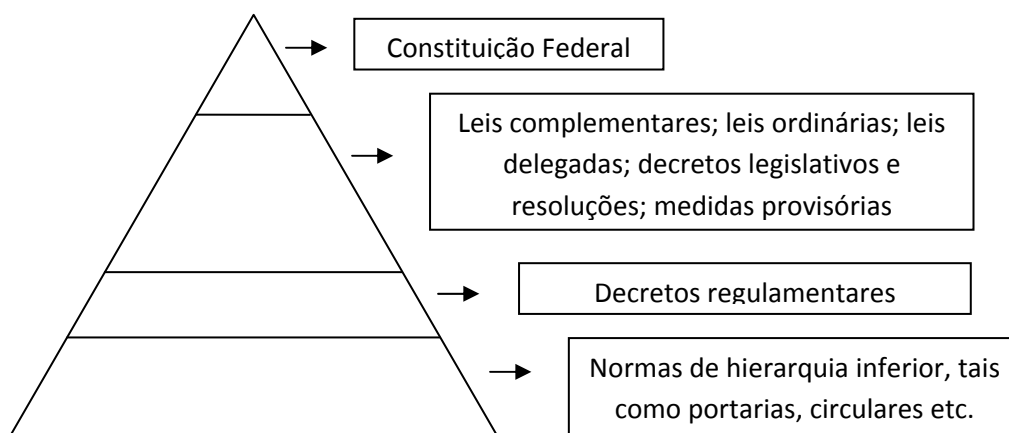 Constituição Federal
Leis complementares; leis ordinárias; leis
delegadas; decretos legislativos e
resoluções; medidas provisórias
Decretos regulamentares
Normas de hierarquia inferior, tais
como portarias, circulares etc.